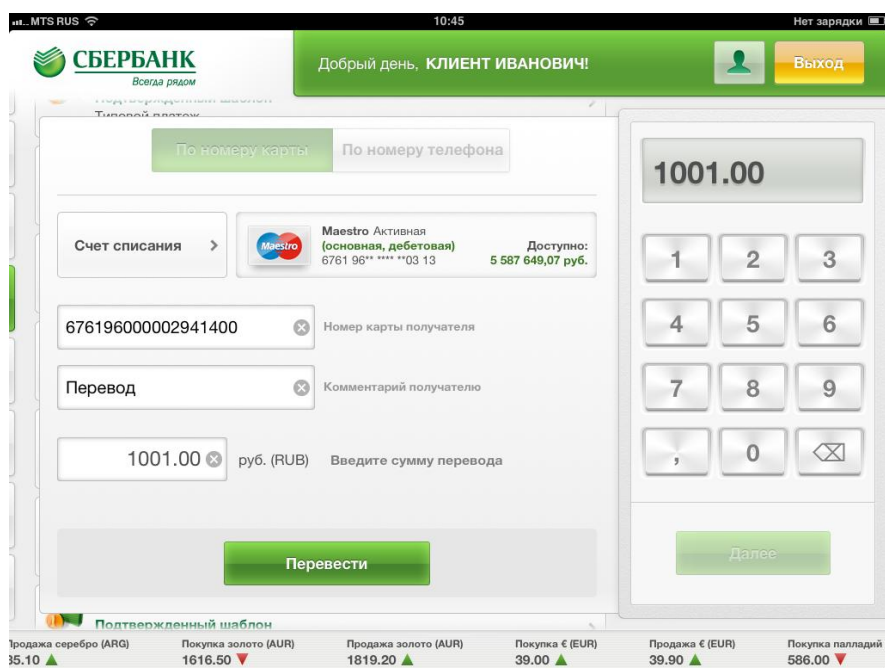 MTS RUS 10:45 Нет зарядки
СБЕРБАНК
Всегда рядом
Добрый день, КЛИЕНТ ИВАНОВИЧ!
Выход
Подтвержденный шаблон
Типовой платеж
По номеру карты
По номеру телефона
1001.00
Счет списания
Maestro
Maestro Активная
(основная, дебетовая)
6761 96** **** **03 13
Доступно:
5 587 649,07 руб.
676196000002941400
Номер карты получателя
Перевод
Комментарий получателю
1001.00 руб. (RUB) Введите сумму перевода
Перевести
1 2 3
4 5 6
7 8 9
, 0
Далее
Подтвержденный шаблон
Продажа серебро (ARG) Покупка золото (AUR) Продажа золото (AUR) Покупка € (EUR) Продажа € (EUR) Покупка палладий
35.10 1616.50 1819.20 39.00 39.90 586.00